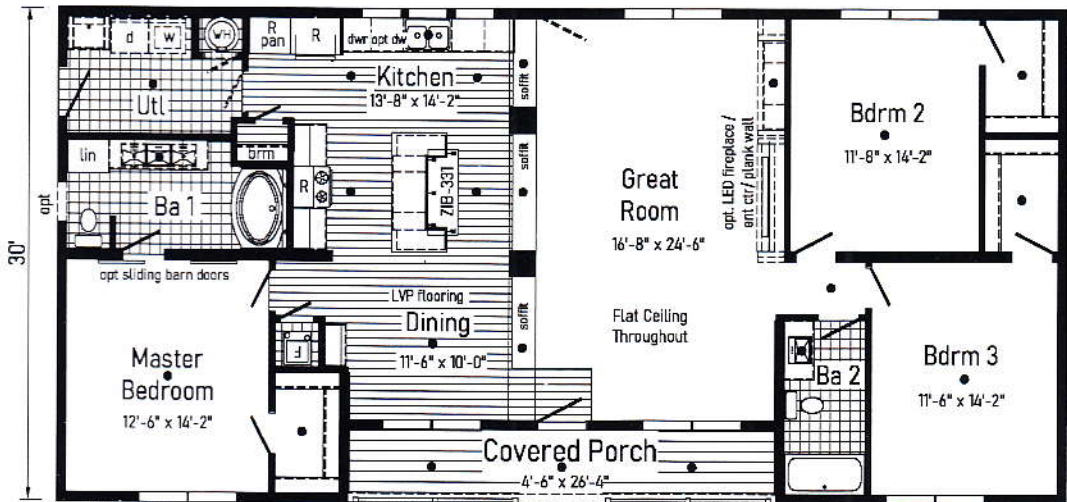 d
w
WH
R
pan
R
dwr opt dw
Kitchen
13'-8" x 14'-2"
soffit
Utl
brn
lin
opt
Ba 1
R
ZIB-331
soffit
Great
Room
16'-8" x 24'-6"
opt. LED fireplace /
ent ctr/ plank wall
Bdrm 2
11'-8" x 14'-2"
30'
opt sliding barn doors
LVP flooring
Dining
11'-6" x 10'-0"
soffit
Flat Ceiling
Throughout
F
Master
Bedroom
12'-6" x 14'-2"
Ba 2
Bdrm 3
11'-6" x 14'-2"
Covered Porch
4'-6" x 26'-4"